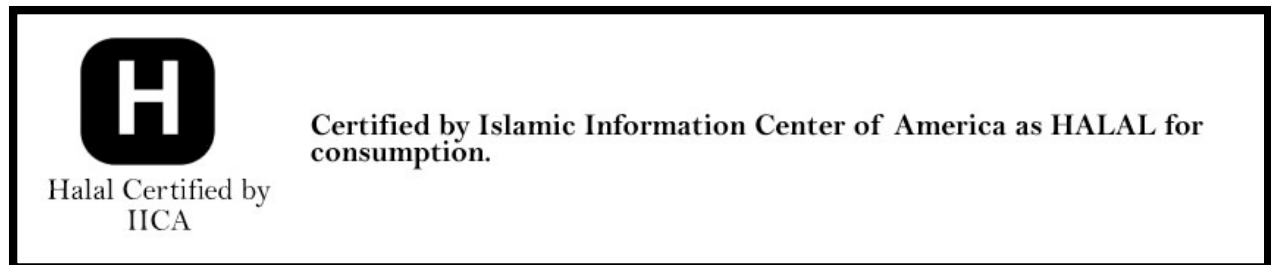 H
Halal Certified by
IICA
Certified by Islamic Information Center of America as HALAL for
consumption.